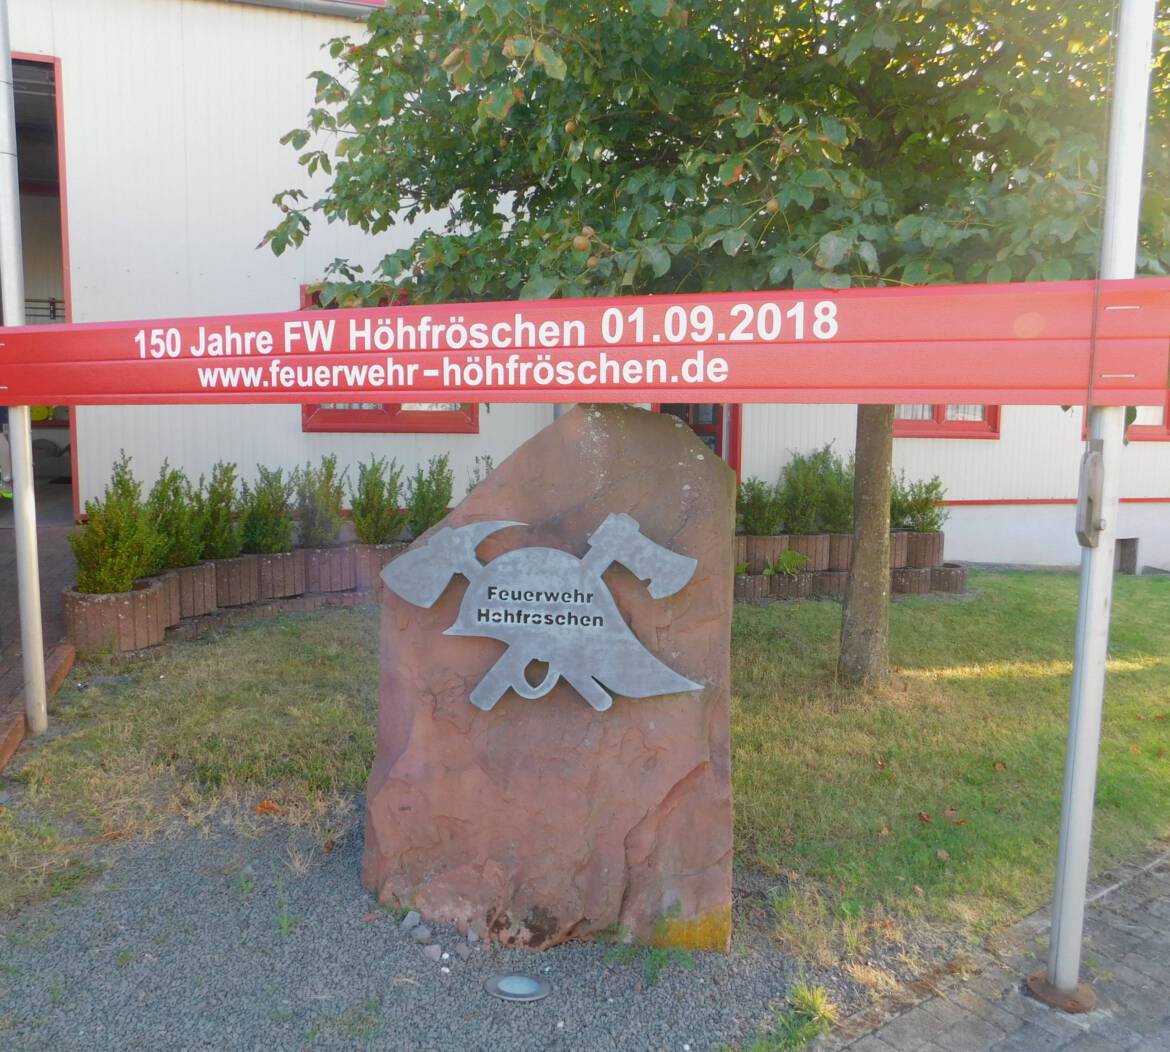 150 Jahre FW Höhfröschen 01.09.2018
www.feuerwehr-höhfröschen.de
Feuerwehr
Höhfröschen